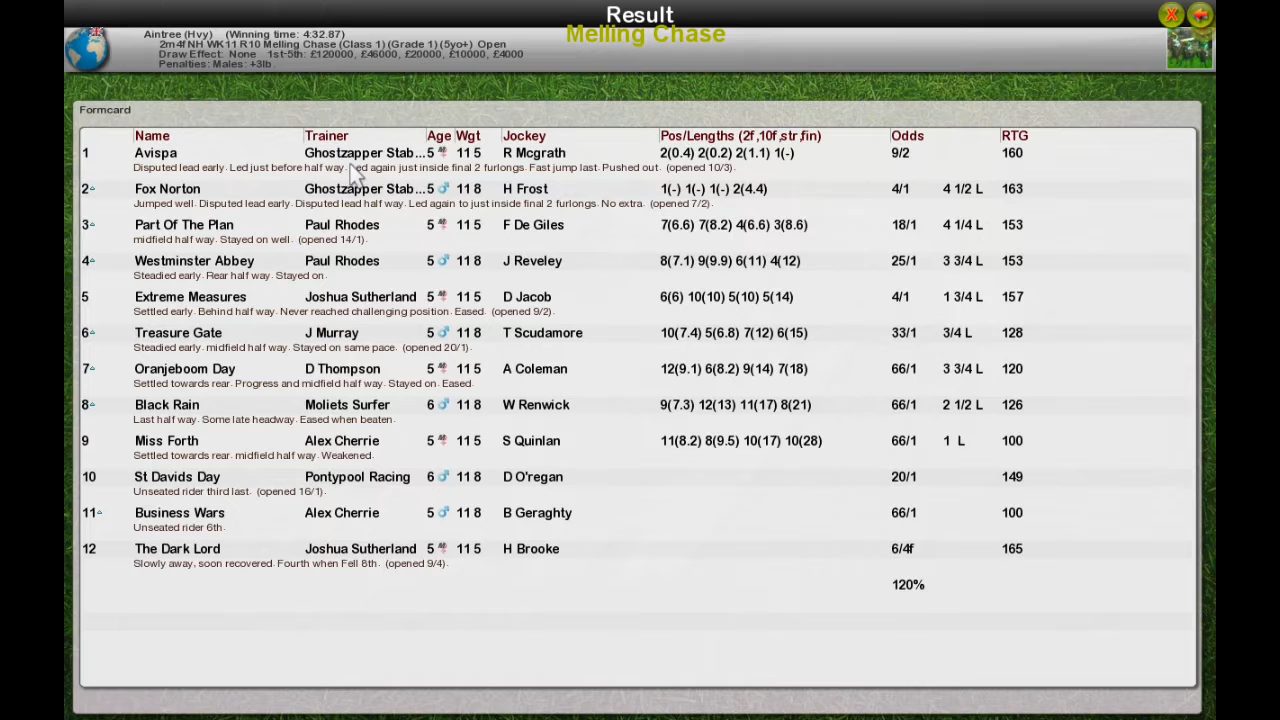 Result
Melling Chase
Aintree (Hvy) (Winning time: 4:32.87)
2m4f NH WK11 R10 Melling Chase (Class 1) (Grade 1) (5yo+) Open
Draw Effect: None 1st-5th: £120000, £46000, £20000, £10000, £4000
Penalties: Males: +3lb.
Formcard
Name Trainer Age Wgt Jockey Pos/Lengths (2f,10f,str,fin) Odds RTG
1 Avispa Ghostzapper Stab... 5 11 5 R Mcgrath 2(0.4) 2(0.2) 2(1.1) 1(-) 9/2 160
Disputed lead early. Led just before half way. Led again just inside final 2 furlongs. Fast jump last. Pushed out. (opened 10/3).
2 Fox Norton Ghostzapper Stab... 5 11 8 H Frost 1(-) 1(-) 1(-) 2(4.4) 4/1 4 1/2 L 163
Jumped well. Disputed lead early. Disputed lead half way. Led again to just inside final 2 furlongs. No extra. (opened 7/2).
3 Part Of The Plan Paul Rhodes 5 11 5 F De Giles 7(6.6) 7(8.2) 4(6.6) 3(8.6) 18/1 4 1/4 L 153
midfield half way. Stayed on well. (opened 14/1).
4 Westminster Abbey Paul Rhodes 5 11 8 J Reveley 8(7.1) 9(9.9) 6(11) 4(12) 25/1 3 3/4 L 153
Steadied early. Rear half way. Stayed on.
5 Extreme Measures Joshua Sutherland 5 11 5 D Jacob 6(6) 10(10) 5(10) 5(14) 4/1 1 3/4 L 157
Settled early. Behind half way. Never reached challenging position. Eased. (opened 9/2).
6 Treasure Gate J Murray 5 11 8 T Scudamore 10(7.4) 5(6.8) 7(12) 6(15) 33/1 3/4 L 128
Steadied early. midfield half way. Stayed on same pace. (opened 20/1).
7 Oranjeboom Day D Thompson 5 11 5 A Coleman 12(9.1) 6(8.2) 9(14) 7(18) 66/1 3 3/4 L 120
Settled towards rear. Progress and midfield half way. Stayed on. Eased.
8 Black Rain Moliets Surfer 6 11 8 W Renwick 9(7.3) 12(13) 11(17) 8(21) 66/1 2 1/2 L 126
Last half way. Some late headway. Eased when beaten.
9 Miss Forth Alex Cherrie 5 11 5 S Quinlan 11(8.2) 8(9.5) 10(17) 10(28) 66/1 1 L 100
Settled towards rear. midfield half way. Weakened.
10 St Davids Day Pontypool Racing 6 11 8 D O'regan 20/1 149
Unseated rider third last. (opened 16/1).
11 Business Wars Alex Cherrie 5 11 8 B Geraghty 66/1 100
Unseated rider 6th.
12 The Dark Lord Joshua Sutherland 5 11 5 H Brooke 6/4f 165
Slowly away, soon recovered. Fourth when Fell 8th. (opened 9/4).
120%